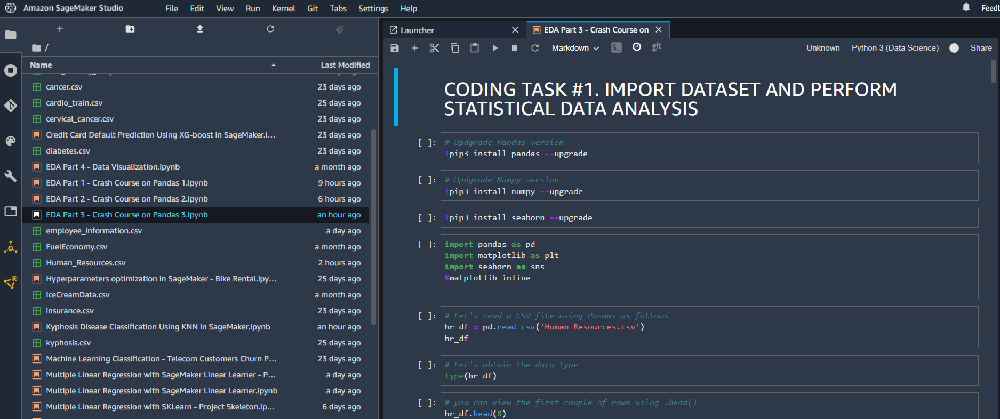 Amazon SageMaker Studio
File Edit View Run Kernel Git Tabs Settings Help
Launcher
EDA Part 3 - Crash Course on
Markdown
git
Unknown Python 3 (Data Science) Share
/
Name Last Modified
cancer.csv 23 days ago
cardio_train.csv 25 days ago
cervical_cancer.csv 23 days ago
Credit Card Default Prediction Using XG-boost in SageMaker.i... 23 days ago
diabetes.csv 23 days ago
EDA Part 4 - Data Visualization.ipynb a month ago
EDA Part 1 - Crash Course on Pandas 1.ipynb 9 hours ago
EDA Part 2 - Crash Course on Pandas 2.ipynb 6 hours ago
EDA Part 3 - Crash Course on Pandas 3.ipynb an hour ago
employee_information.csv a day ago
FuelEconomy.csv a month ago
Human_Resources.csv 2 hours ago
Hyperparameters optimization in SageMaker - Bike Rental.ipy... 25 days ago
IceCreamData.csv a month ago
insurance.csv 23 days ago
Kyphosis Disease Classification Using KNN in SageMaker.ipynb an hour ago
kyphosis.csv 25 days ago
Machine Learning Classification - Telecom Customers Churn P... 23 days ago
Multiple Linear Regression with SageMaker Linear Learner - P... a day ago
Multiple Linear Regression with SageMaker Linear Learner.ipynb a day ago
Multiple Linear Regression with SKLearn - Project Skeleton.ip... 6 days ago
CODING TASK #1. IMPORT DATASET AND PERFORM
STATISTICAL DATA ANALYSIS
[ ]: # Updgrade Pandas version
!pip3 install pandas --upgrade
[ ]: # Updgrade Numpy version
!pip3 install numpy --upgrade
[ ]: !pip3 install seaborn --upgrade
[ ]: import pandas as pd
import matplotlib as plt
import seaborn as sns
%matplotlib inline
[ ]: # Let's read a CSV file using Pandas as follows
hr_df = pd.read_csv('Human_Resources.csv')
hr_df
[ ]: # Let's obtain the data type
type(hr_df)
[ ]: # you can view the first couple of rows using .head()
hr_df.head(8)